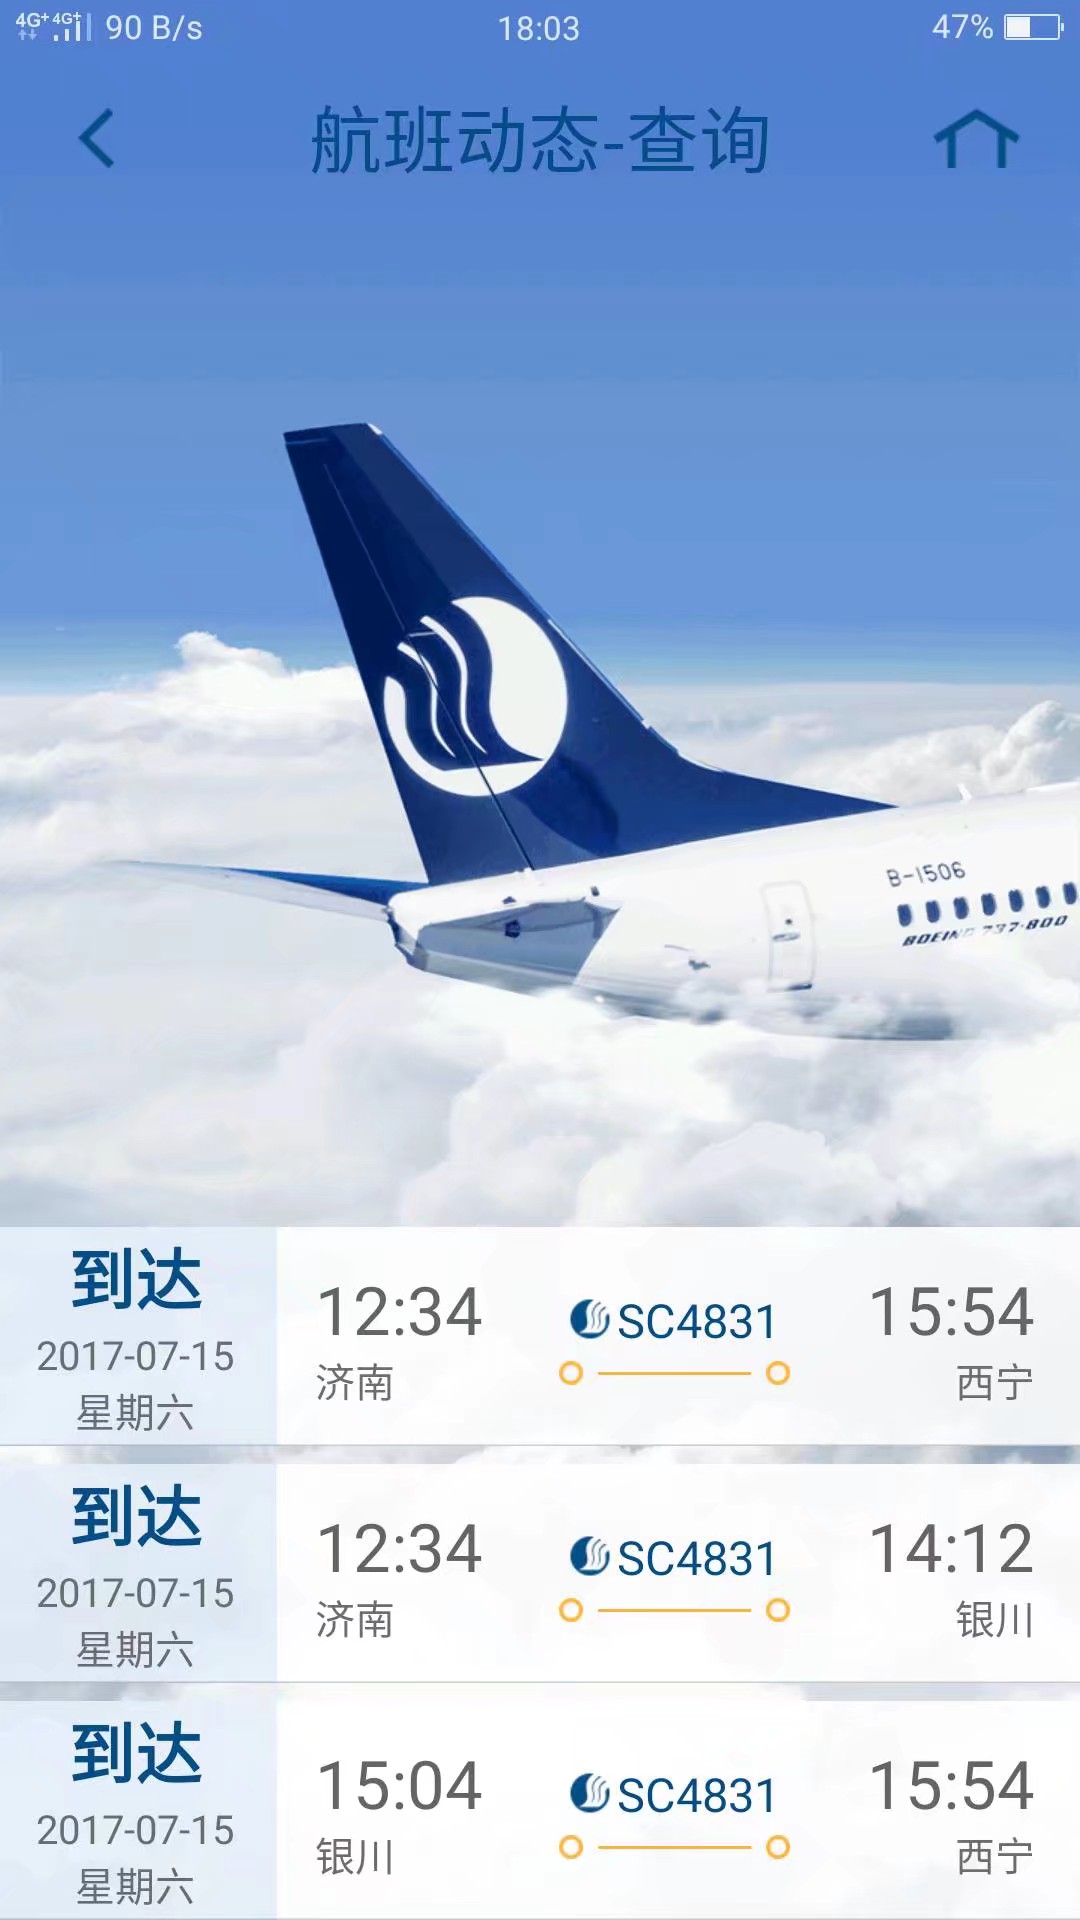 4G+ 4G+ 90 B/s 18:03 47%
航班动态-查询
B-1506
BOEING 737-800
到达
2017-07-15
星期六
12:34 SC4831 15:54
济南 西宁
到达
2017-07-15
星期六
12:34 SC4831 14:12
济南 银川
到达
2017-07-15
星期六
15:04 SC4831 15:54
银川 西宁